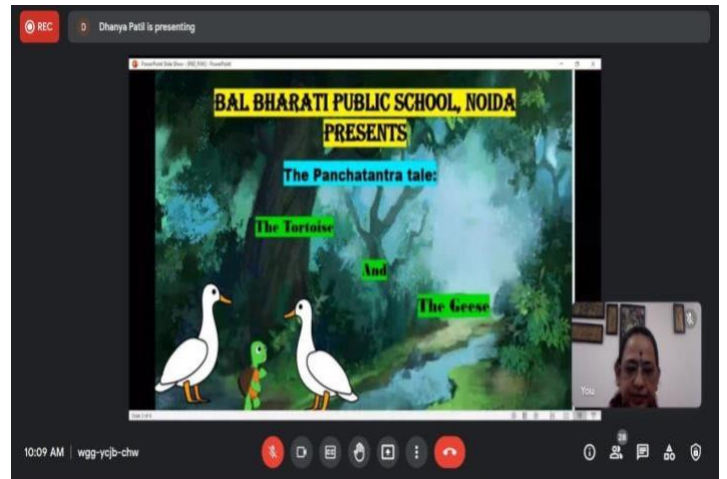 REC
D Dhanya Patil is presenting
BAL BHARATI PUBLIC SCHOOL, NOIDA
PRESENTS
The Panchatantra tale:
The Tortoise
And
The Geese
You
28
10:09 AM | wgg-ycjb-chw